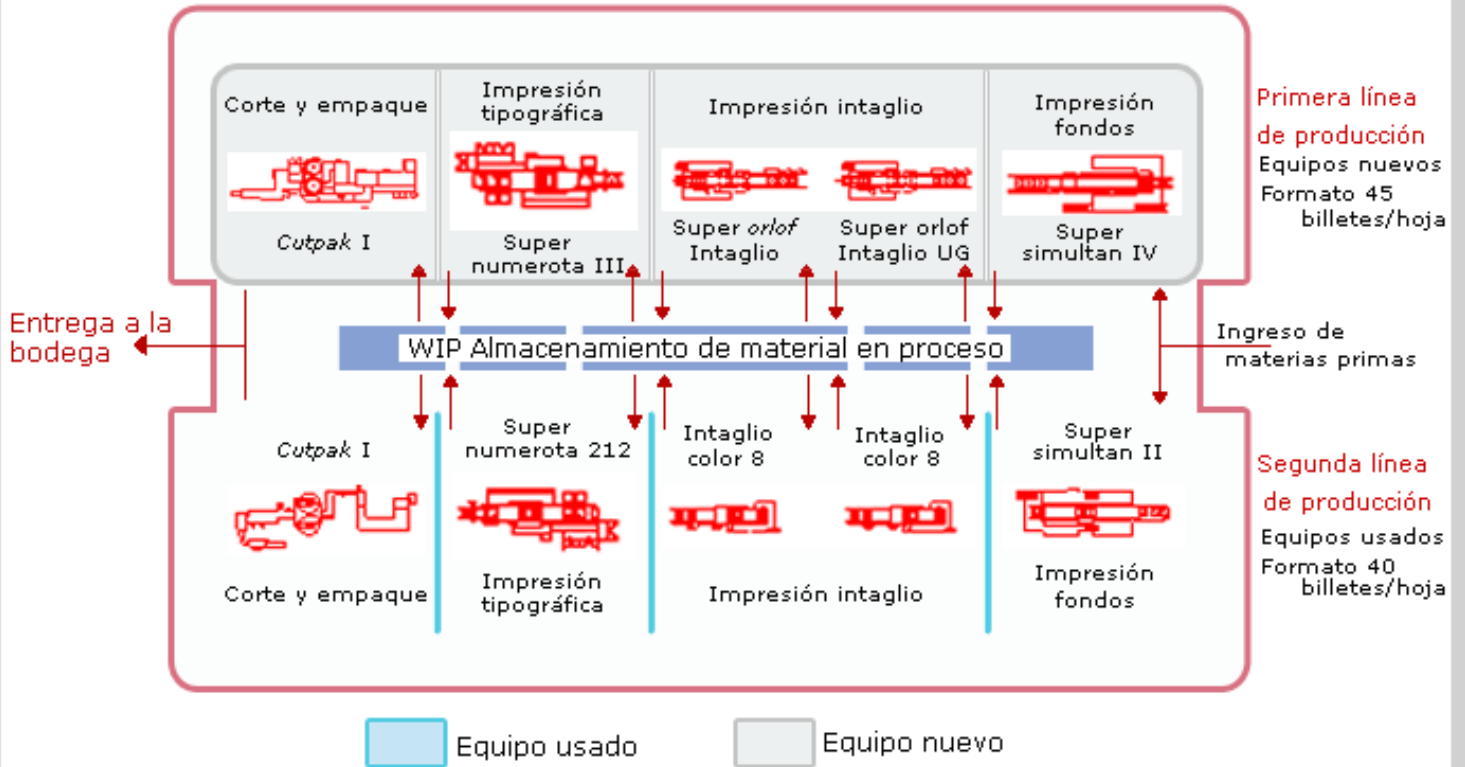 Corte y empaque
Impresión
tipográfica
Impresión intaglio
Impresión
fondos
Cutpak I
Super
numerota III
Super orlof
Intaglio
Super orlof
Intaglio UG
Super
simultan IV
Primera línea
de producción
Equipos nuevos
Formato 45
billetes/hoja
Entrega a la
bodega
WIP Almacenamiento de material en proceso
Ingreso de
materias primas
Cutpak I
Super
numerota 212
Intaglio
color 8
Intaglio
color 8
Super
simultan II
Corte y empaque
Impresión
tipográfica
Impresión intaglio
Impresión
fondos
Segunda línea
de producción
Equipos usados
Formato 40
billetes/hoja
Equipo usado
Equipo nuevo